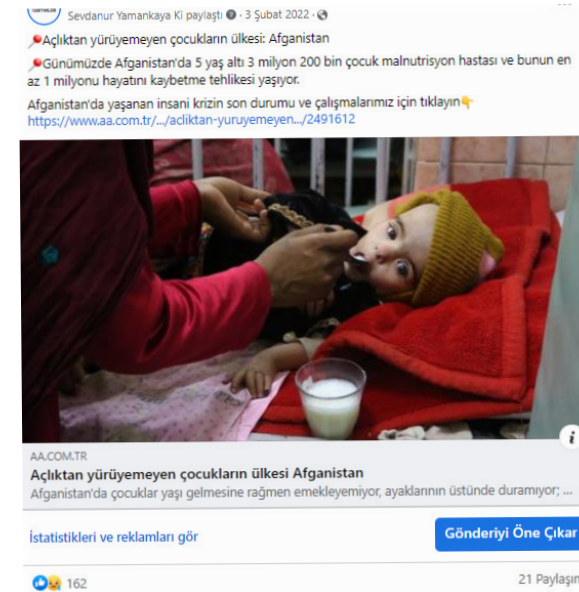 Sevdanur Yamankaya Ki paylaştı · 3 Şubat 2022 ·
Açlıktan yürüyemeyen çocukların ülkesi: Afganistan
Günümüzde Afganistan'da 5 yaş altı 3 milyon 200 bin çocuk malnutrisyon hastası ve bunun en
az 1 milyonu hayatını kaybetme tehlikesi yaşıyor.
Afganistan'da yaşanan insani krizin son durumu ve çalışmalarımız için tıklayın
https://www.aa.com.tr/.../acliktan-yuruyemeyen.../2491612
AA.COM.TR
Açlıktan yürüyemeyen çocukların ülkesi Afganistan
Afganistan'da çocuklar yaşı gelmesine rağmen emekleyemiyor, ayaklarının üstünde duramıyor; ...
İstatistikleri ve reklamları gör
Gönderiyi Öne Çıkar
162
21 Paylaşım